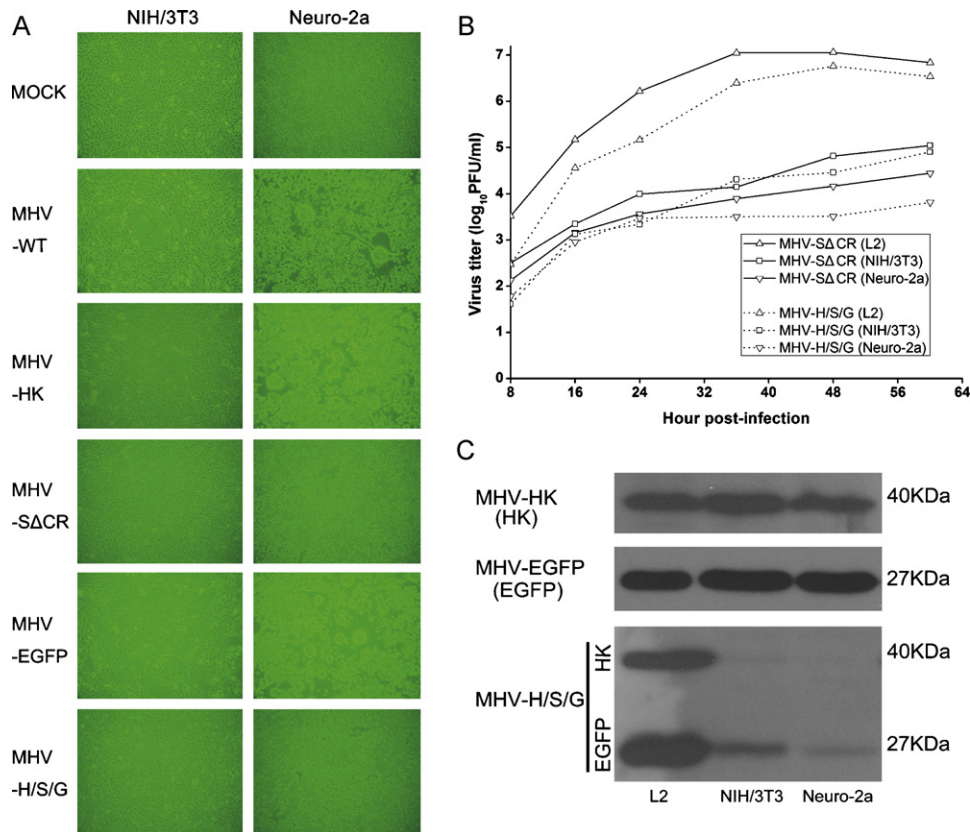 A
NIH/3T3
Neuro-2a
MOCK
MHV
-WT
MHV
-HK
MHV
-SΔCR
MHV
-EGFP
MHV
-H/S/G
B
Virus titer (log10PFU/ml)
7
6
5
4
3
2
1
0
8
16
24
32
40
48
56
64
Hour post-infection
MHV-SΔCR (L2)
MHV-SΔCR (NIH/3T3)
MHV-SΔCR (Neuro-2a)
MHV-H/S/G (L2)
MHV-H/S/G (NIH/3T3)
MHV-H/S/G (Neuro-2a)
C
MHV-HK
(HK)
40KDa
MHV-EGFP
(EGFP)
27KDa
MHV-H/S/G
HK
EGFP
40KDa
27KDa
L2
NIH/3T3
Neuro-2a